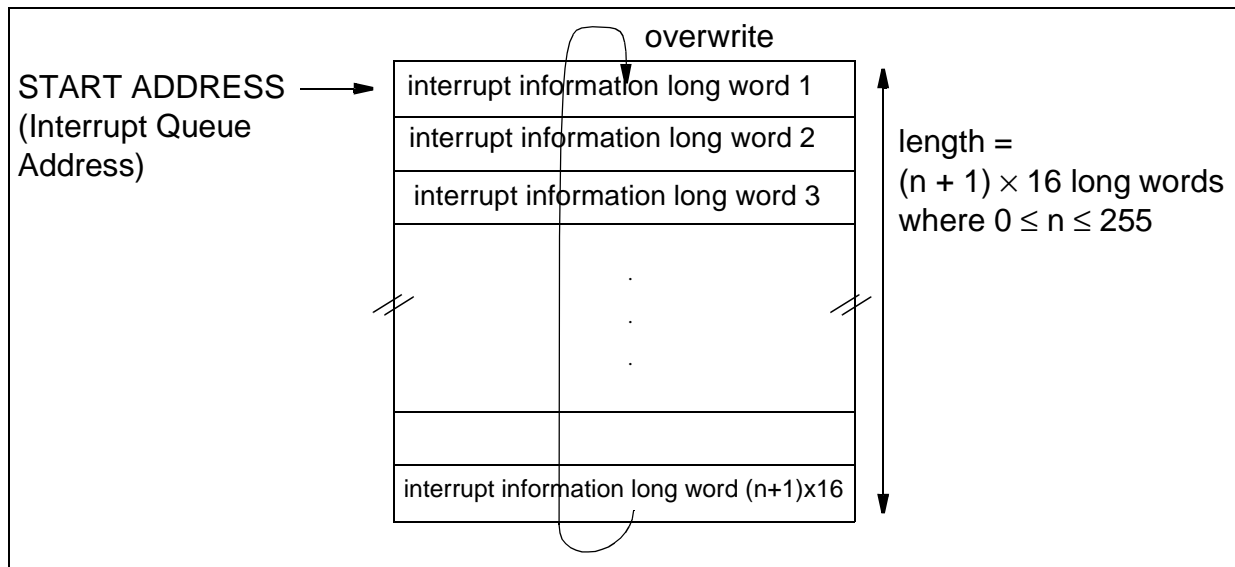 overwrite
START ADDRESS
(Interrupt Queue
Address)
interrupt information long word 1
interrupt information long word 2
interrupt information long word 3
.
.
.
interrupt information long word (n+1)x16
length =
(n + 1) × 16 long words
where 0 ≤ n ≤ 255